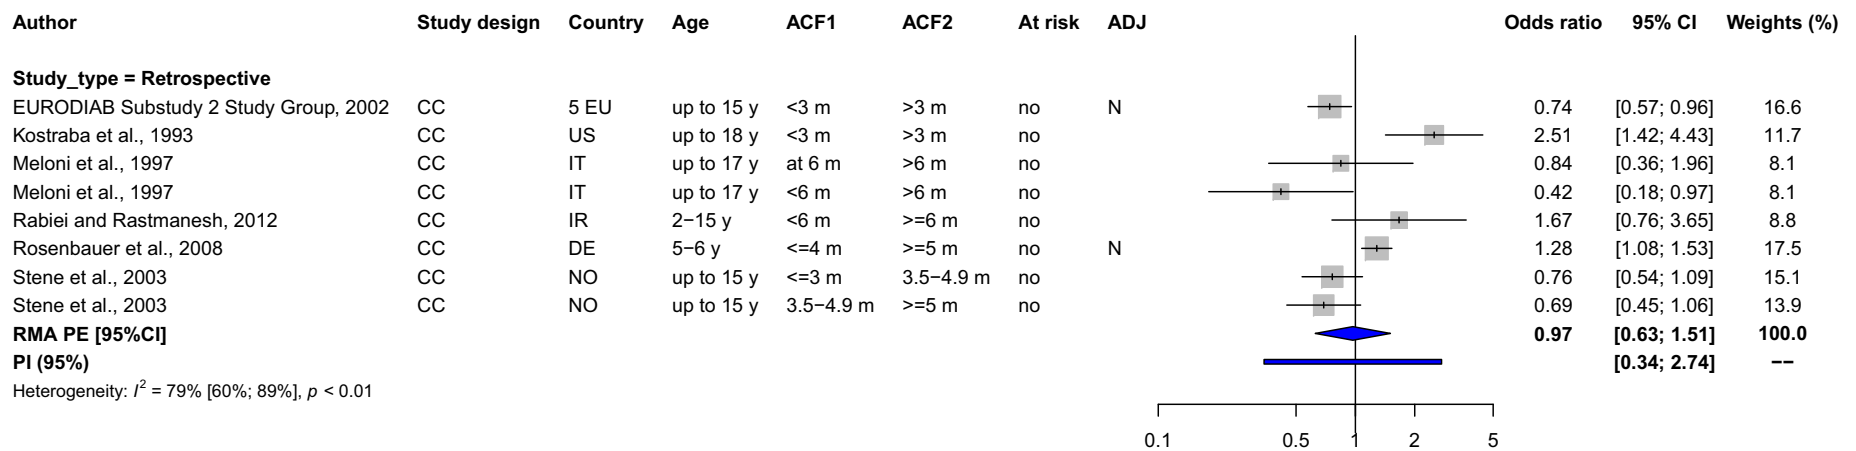 Author Study design Country Age ACF1 ACF2 At risk ADJ Odds ratio 95% CI Weights (%)
Study_type = Retrospective
EURODIAB Substudy 2 Study Group, 2002 CC 5 EU up to 15 y <3 m >3 m no N 0.74 [0.57; 0.96] 16.6
Kostraba et al., 1993 CC US up to 18 y <3 m >3 m no 2.51 [1.42; 4.43] 11.7
Meloni et al., 1997 CC IT up to 17 y at 6 m >6 m no 0.84 [0.36; 1.96] 8.1
Meloni et al., 1997 CC IT up to 17 y <6 m >6 m no 0.42 [0.18; 0.97] 8.1
Rabiei and Rastmanesh, 2012 CC IR 2−15 y <6 m >=6 m no 1.67 [0.76; 3.65] 8.8
Rosenbauer et al., 2008 CC DE 5−6 y <=4 m >=5 m no N 1.28 [1.08; 1.53] 17.5
Stene et al., 2003 CC NO up to 15 y <=3 m 3.5−4.9 m no 0.76 [0.54; 1.09] 15.1
Stene et al., 2003 CC NO up to 15 y 3.5−4.9 m >=5 m no 0.69 [0.45; 1.06] 13.9
RMA PE [95%CI] 0.97 [0.63; 1.51] 100.0
PI (95%) [0.34; 2.74] −−
Heterogeneity: I² = 79% [60%; 89%], p < 0.01
0.1 0.5 1 2 5